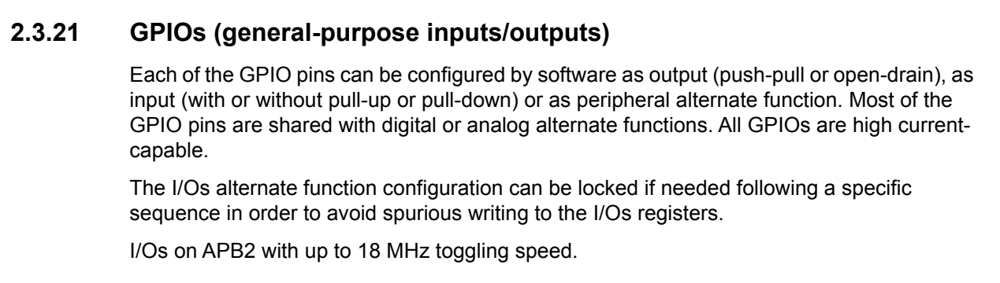 2.3.21 GPIOs (general-purpose inputs/outputs)
Each of the GPIO pins can be configured by software as output (push-pull or open-drain), as
input (with or without pull-up or pull-down) or as peripheral alternate function. Most of the
GPIO pins are shared with digital or analog alternate functions. All GPIOs are high current-
capable.
The I/Os alternate function configuration can be locked if needed following a specific
sequence in order to avoid spurious writing to the I/Os registers.
I/Os on APB2 with up to 18 MHz toggling speed.